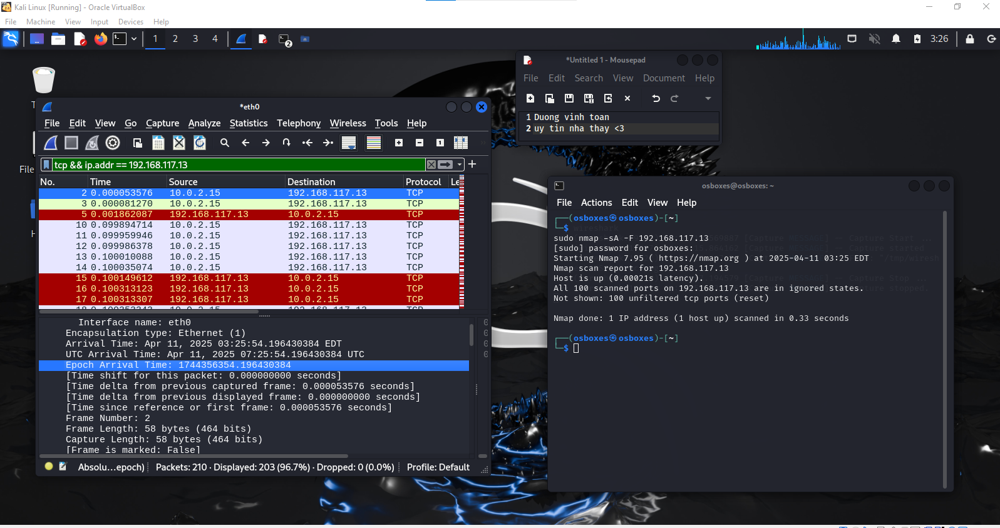 Kali Linux [Running] - Oracle VirtualBox
File Machine View Input Devices Help
1 2 3 4 2 3:26
*Untitled 1 - Mousepad
File Edit Search View Document Help
1 Duong vinh toan
2 uy tin nha thay <3
*eth0
File Edit View Go Capture Analyze Statistics Telephony Wireless Tools Help
tcp && ip.addr == 192.168.117.13
No. Time Source Destination Protocol Le
2 0.000053576 10.0.2.15 192.168.117.13 TCP
3 0.000081270 10.0.2.15 192.168.117.13 TCP
5 0.001862087 192.168.117.13 10.0.2.15 TCP
10 0.099894714 10.0.2.15 192.168.117.13 TCP
11 0.099959946 10.0.2.15 192.168.117.13 TCP
12 0.099986378 10.0.2.15 192.168.117.13 TCP
13 0.100010088 10.0.2.15 192.168.117.13 TCP
14 0.100035074 10.0.2.15 192.168.117.13 TCP
15 0.100149612 192.168.117.13 10.0.2.15 TCP
16 0.100313123 192.168.117.13 10.0.2.15 TCP
17 0.100313307 192.168.117.13 10.0.2.15 TCP
18 0.100353343 10.0.2.15 192.168.117.13 TCP
Interface name: eth0
Encapsulation type: Ethernet (1)
Arrival Time: Apr 11, 2025 03:25:54.196430384 EDT
UTC Arrival Time: Apr 11, 2025 07:25:54.196430384 UTC
Epoch Arrival Time: 1744356354.196430384
[Time shift for this packet: 0.000000000 seconds]
[Time delta from previous captured frame: 0.000053576 seconds]
[Time delta from previous displayed frame: 0.000000000 seconds]
[Time since reference or first frame: 0.000053576 seconds]
Frame Number: 2
Frame Length: 58 bytes (464 bits)
Capture Length: 58 bytes (464 bits)
[Frame is marked: False]
Absolu...epoch) Packets: 210 · Displayed: 203 (96.7%) · Dropped: 0 (0.0%) Profile: Default
osboxes@osboxes: ~
File Actions Edit View Help
(osboxes㉿osboxes)-[~]
$
sudo nmap -sA -F 192.168.117.13
[sudo] password for osboxes:
Starting Nmap 7.95 ( https://nmap.org ) at 2025-04-11 03:25 EDT
Nmap scan report for 192.168.117.13
Host is up (0.00021s latency).
All 100 scanned ports on 192.168.117.13 are in ignored states.
Not shown: 100 unfiltered tcp ports (reset)
Nmap done: 1 IP address (1 host up) scanned in 0.33 seconds
(osboxes㉿osboxes)-[~]
$